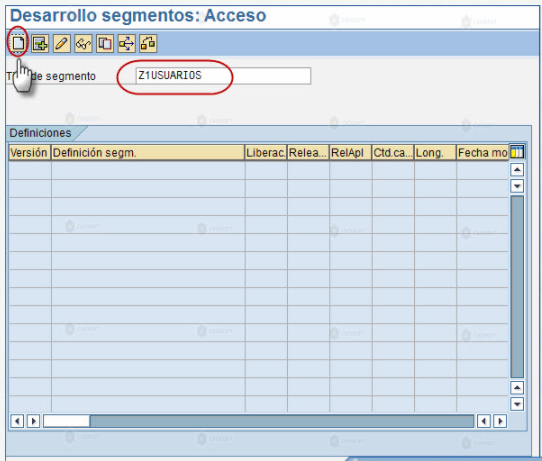 Desarrollo segmentos: Acceso
de segmento Z1USUARIOS
Definiciones
Versión Definición segm. Liberac. Relea... RelApl Ctd.ca... Long. Fecha mo